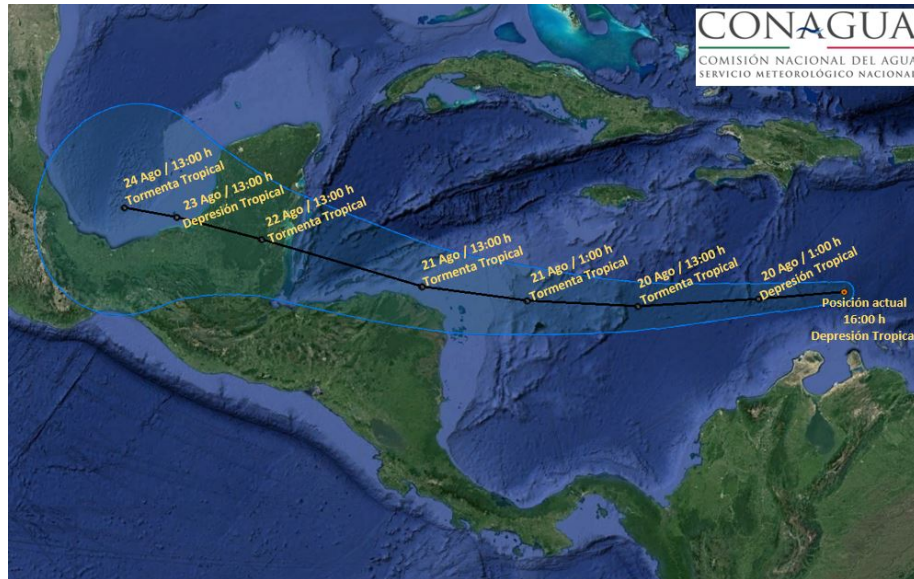 CONAGUA
COMISIÓN NACIONAL DEL AGUA
SERVICIO METEOROLÓGICO NACIONAL
24 Ago / 13:00 h
Tormenta Tropical
23 Ago / 13:00 h
Depresión Tropical
22 Ago / 13:00 h
Tormenta Tropical
21 Ago / 13:00 h
Tormenta Tropical
21 Ago / 1:00 h
Tormenta Tropical
20 Ago / 13:00 h
Tormenta Tropical
20 Ago / 1:00 h
Depresión Tropical
Posición actual
16:00 h
Depresión Tropical